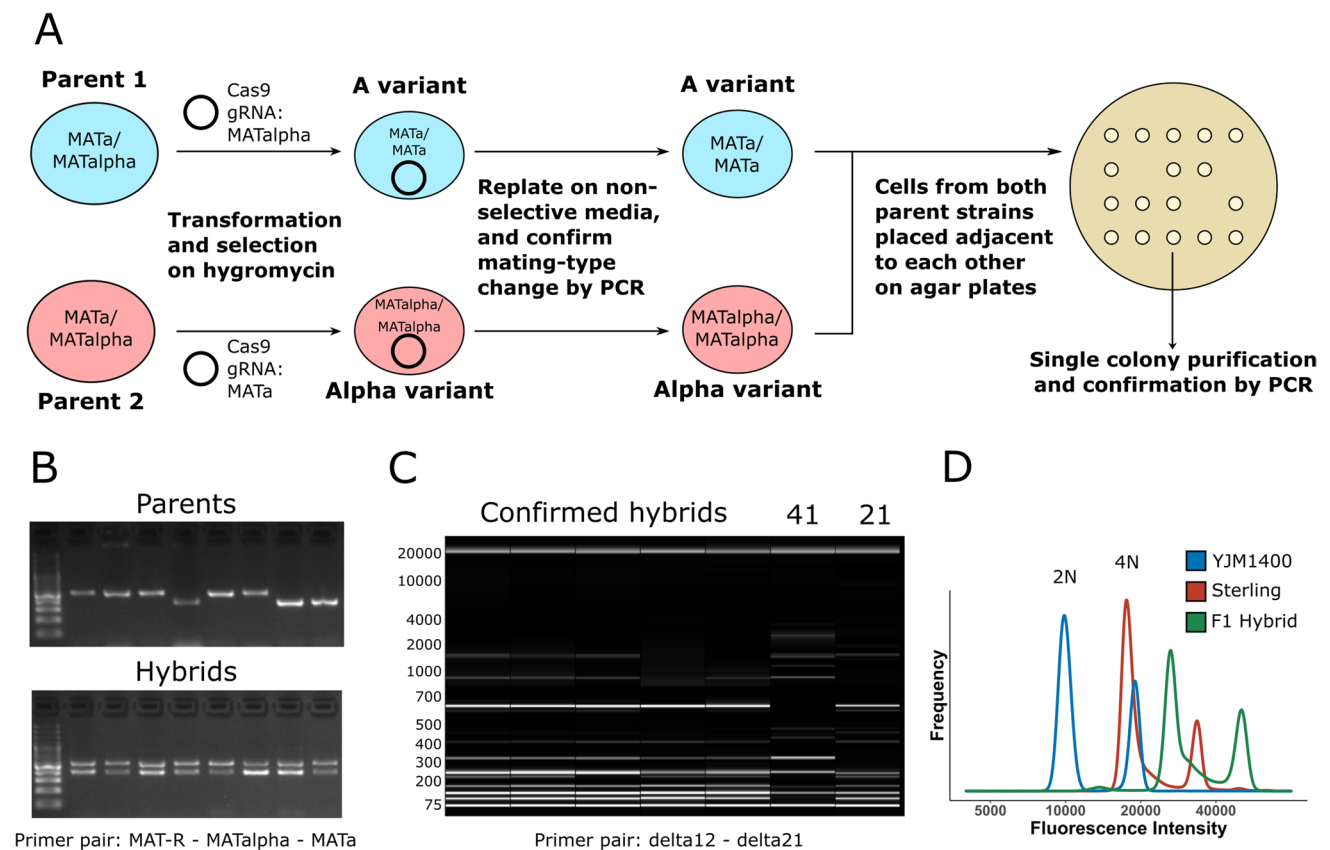 A
Parent 1
MATa/
MATalpha
Cas9
gRNA:
MATalpha
A variant
MATa/
MATa
A variant
MATa/
MATa
Transformation
and selection
on hygromycin
Replate on non-
selective media,
and confirm
mating-type
change by PCR
Cells from both
parent strains
placed adjacent
to each other
on agar plates
MATa/
MATalpha
Parent 2
Cas9
gRNA:
MATa
MATalpha/
MATalpha
Alpha variant
MATalpha/
MATalpha
Alpha variant
Single colony purification
and confirmation by PCR
B
Parents
Hybrids
Primer pair: MAT-R - MATalpha - MATa
C
Confirmed hybrids 41 21
20000
10000
4000
2000
1000
700
500
400
300
200
75
Primer pair: delta12 - delta21
D
2N
4N
YJM1400
Sterling
F1 Hybrid
Frequency
5000 10000 20000 40000
Fluorescence Intensity